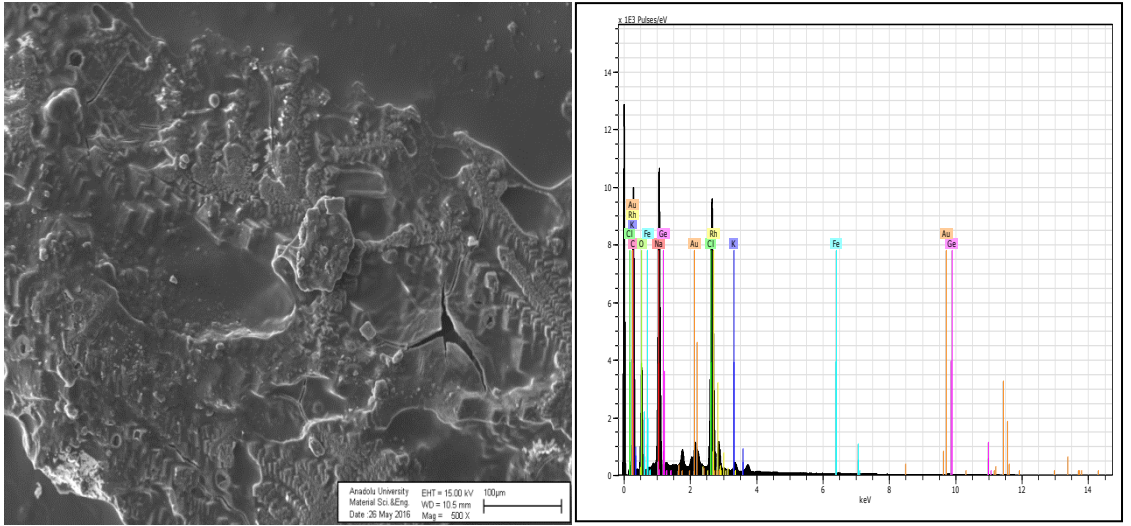 Anadolu University EHT = 15.00 kV 100µm
Material Sci.&Eng. WD = 10.5 mm
Date :26 May 2016 Mag = 500 X
x 1E3 Pulses/eV
14
12
10
8
6
4
2
0
Au
Rh
K
Cl Fe Ge Rh Au
C O Na Au Cl K Fe Ge
0 2 4 6 8 10 12 14
keV